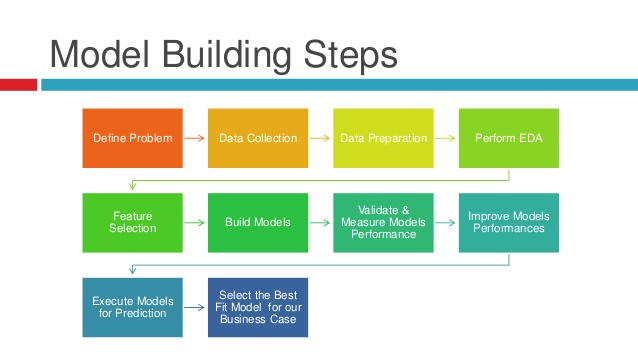 Model Building Steps
Define Problem
Data Collection
Data Preparation
Perform EDA
Feature
Selection
Build Models
Validate &
Measure Models
Performance
Improve Models
Performances
Execute Models
for Prediction
Select the Best
Fit Model for our
Business Case